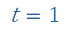 t = 1